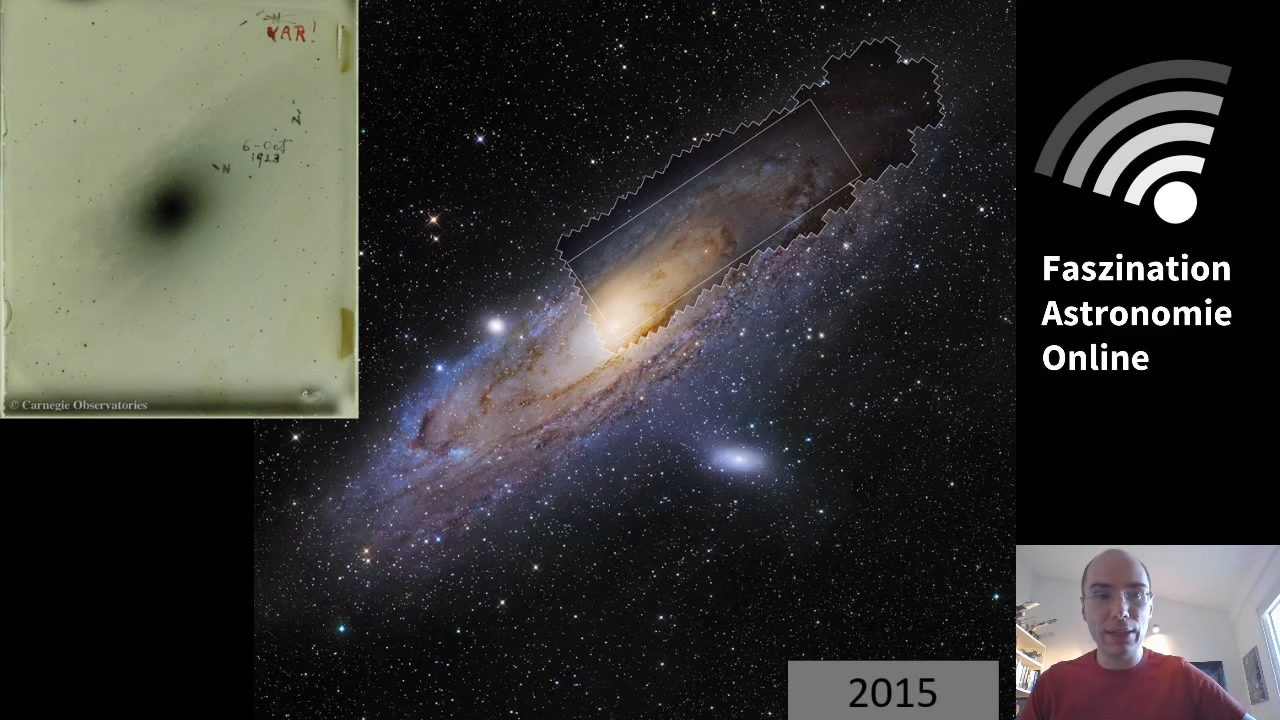 N
VAR!
N
6-Oct
1923
N
© Carnegie Observatories
Faszination
Astronomie
Online
2015